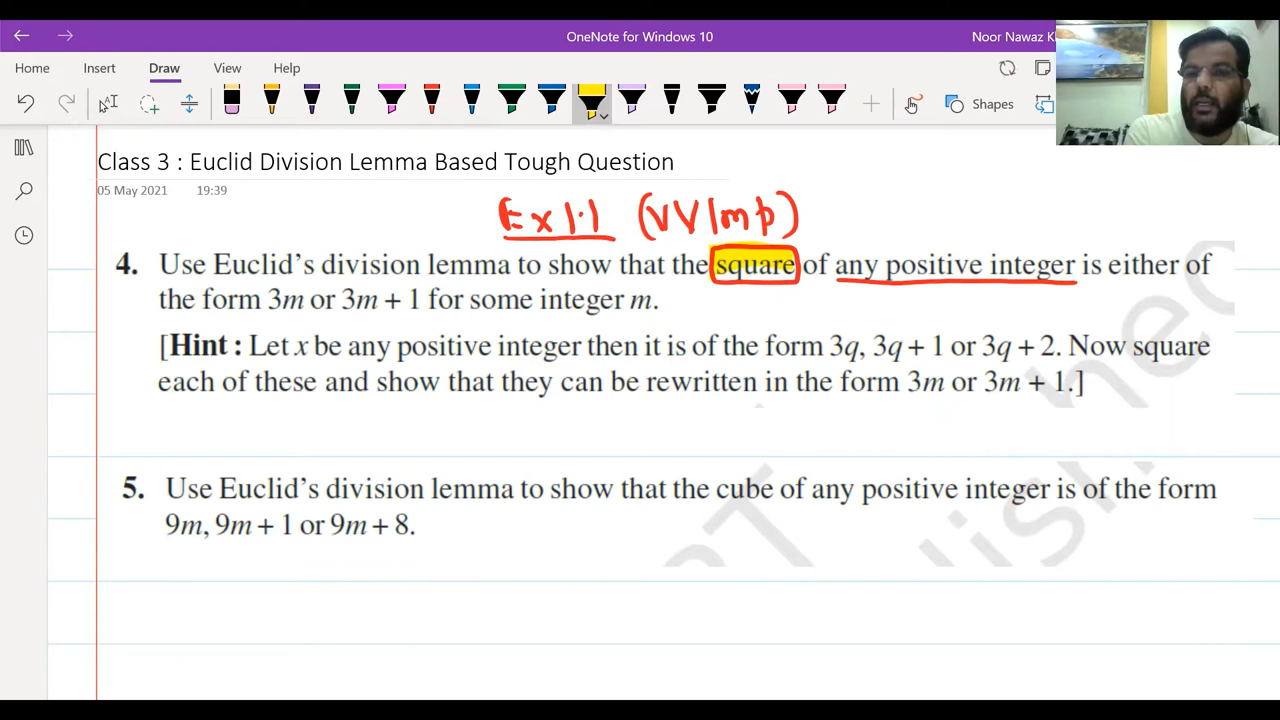 OneNote for Windows 10
Noor Nawaz K
Home Insert Draw View Help
Shapes
Class 3 : Euclid Division Lemma Based Tough Question
05 May 2021 19:39
Ex 1.1 (VV Imp)
4. Use Euclid's division lemma to show that the square of any positive integer is either of
the form 3m or 3m + 1 for some integer m.
[Hint : Let x be any positive integer then it is of the form 3q, 3q + 1 or 3q + 2. Now square
each of these and show that they can be rewritten in the form 3m or 3m + 1.]
5. Use Euclid's division lemma to show that the cube of any positive integer is of the form
9m, 9m + 1 or 9m + 8.